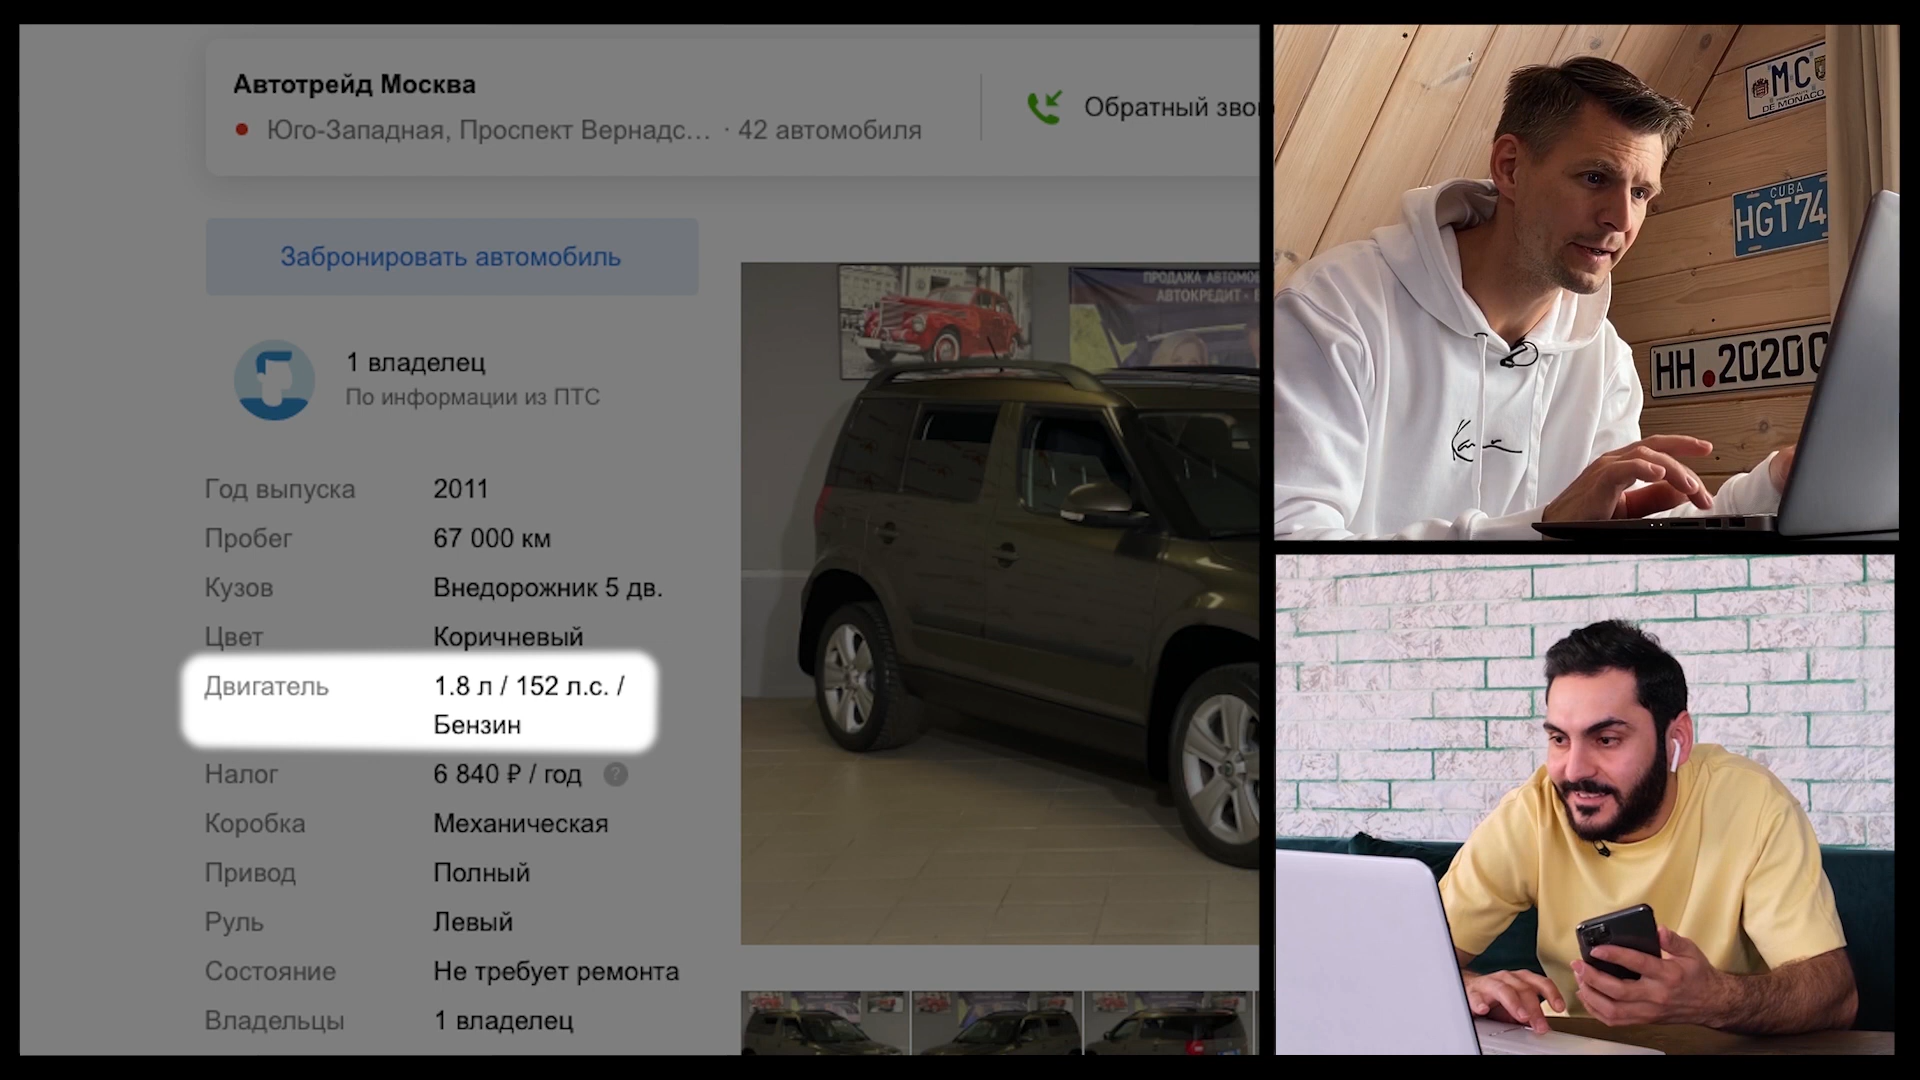 Автотрейд Москва
Юго-Западная, Проспект Вернадс... · 42 автомобиля
Обратный
Забронировать автомобиль
1 владелец
По информации из ПТС
Год выпуска 2011
Пробег 67 000 км
Кузов Внедорожник 5 дв.
Цвет Коричневый
Двигатель 1.8 л / 152 л.с. /
Бензин
Налог 6 840 ₽ / год ?
Коробка Механическая
Привод Полный
Руль Левый
Состояние Не требует ремонта
Владельцы 1 владелец
ПРОДАЖА
АВТОКРЕДИТ
MC
DE MONACO
CUBA
HGT74
HH 2020